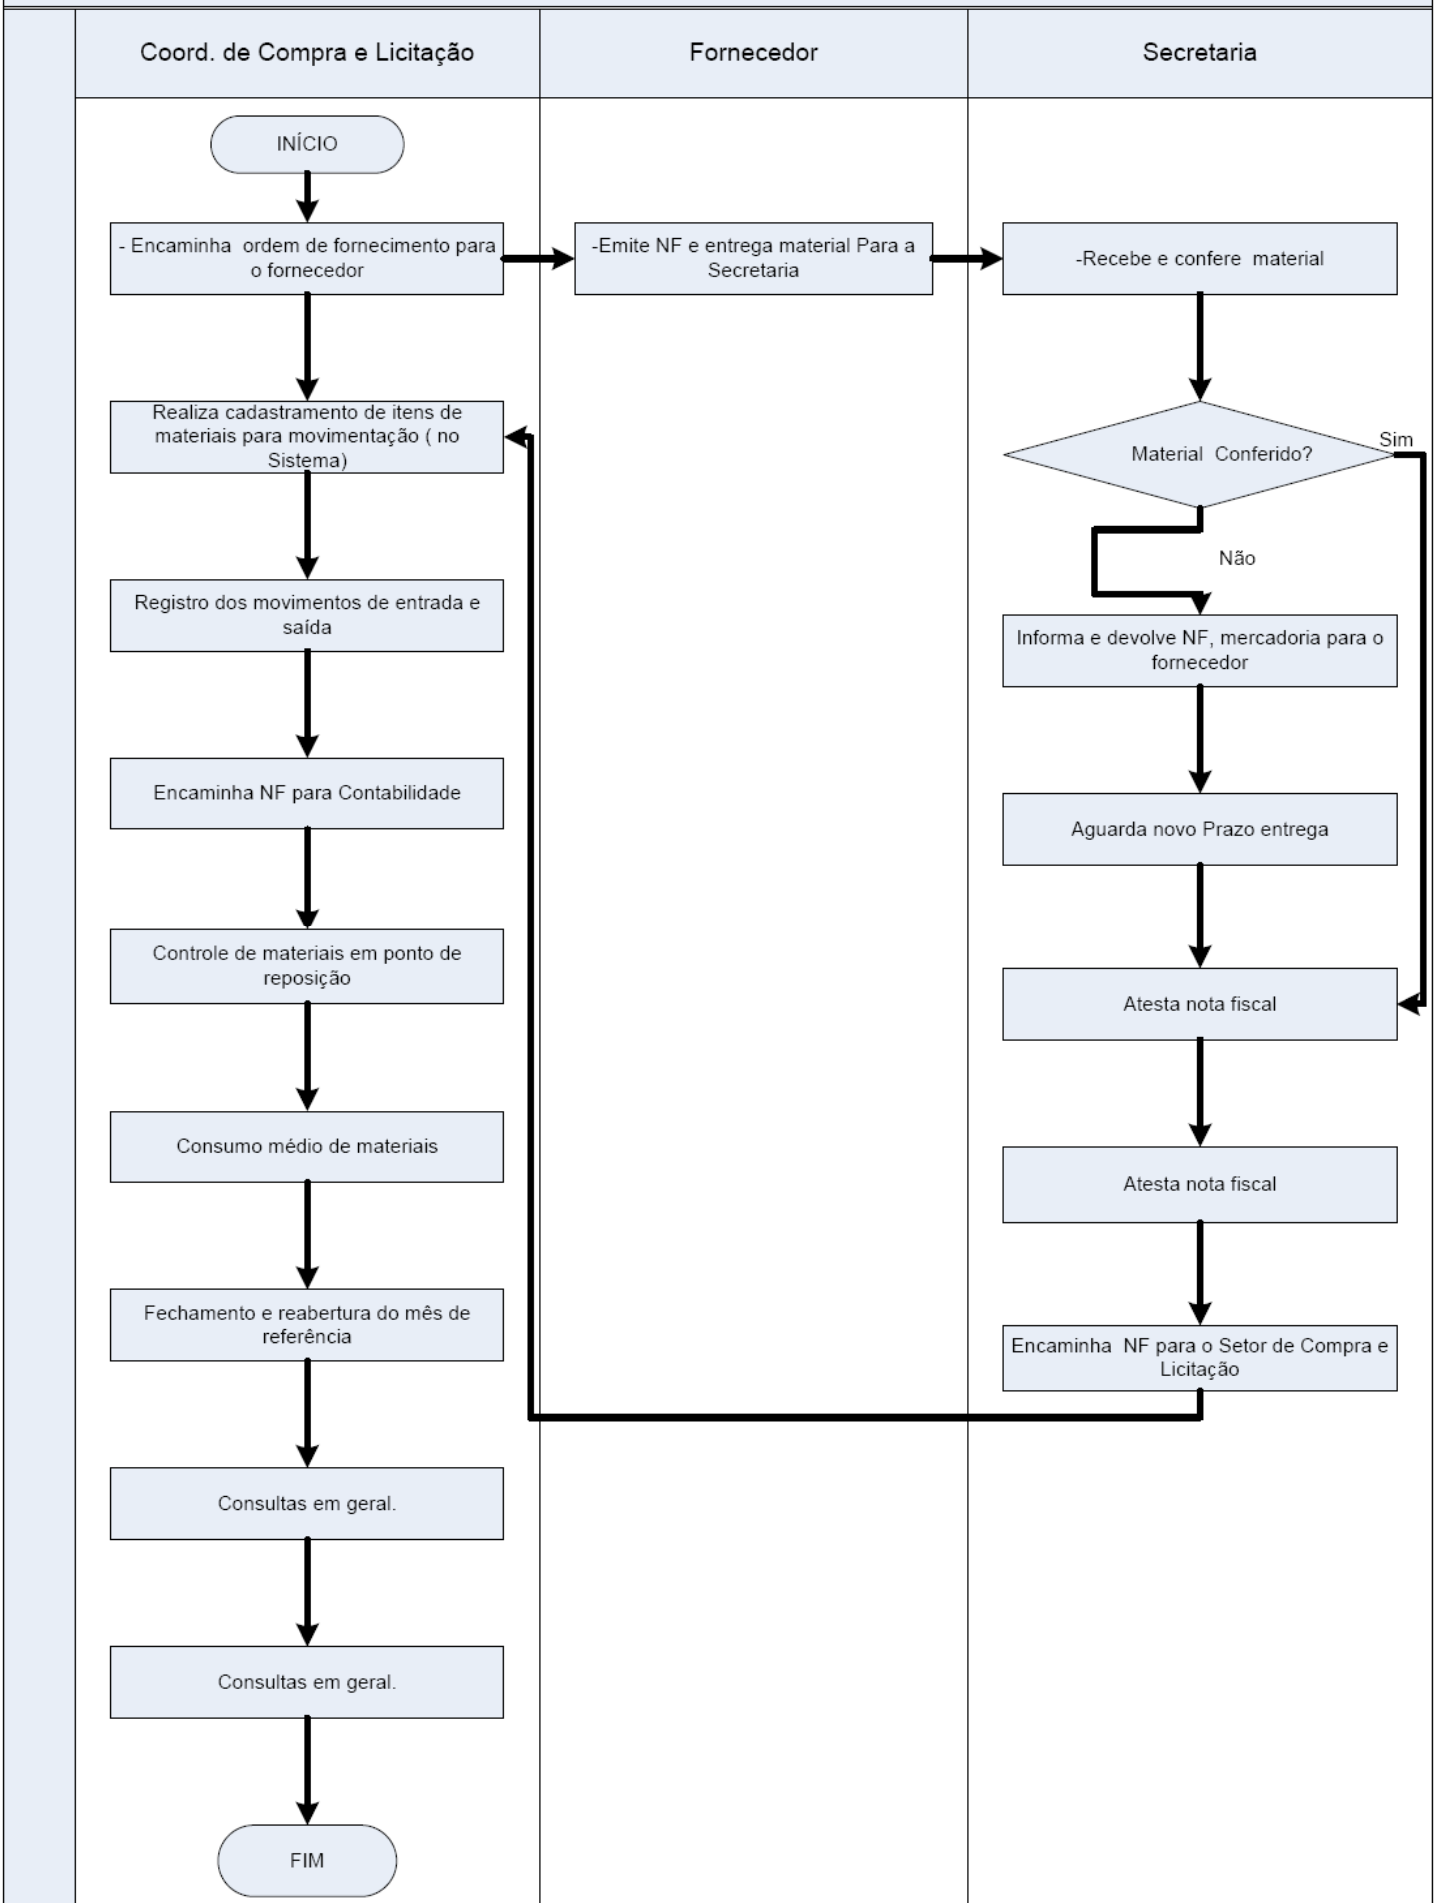 Coord. de Compra e Licitação
Fornecedor
Secretaria
INÍCIO
- Encaminha ordem de fornecimento para
o fornecedor
-Emite NF e entrega material Para a
Secretaria
-Recebe e confere material
Realiza cadastramento de itens de
materiais para movimentação ( no
Sistema)
Material Conferido?
Sim
Não
Registro dos movimentos de entrada e
saída
Informa e devolve NF, mercadoria para o
fornecedor
Encaminha NF para Contabilidade
Aguarda novo Prazo entrega
Controle de materiais em ponto de
reposição
Atesta nota fiscal
Consumo médio de materiais
Atesta nota fiscal
Fechamento e reabertura do mês de
referência
Encaminha NF para o Setor de Compra e
Licitação
Consultas em geral.
Consultas em geral.
FIM